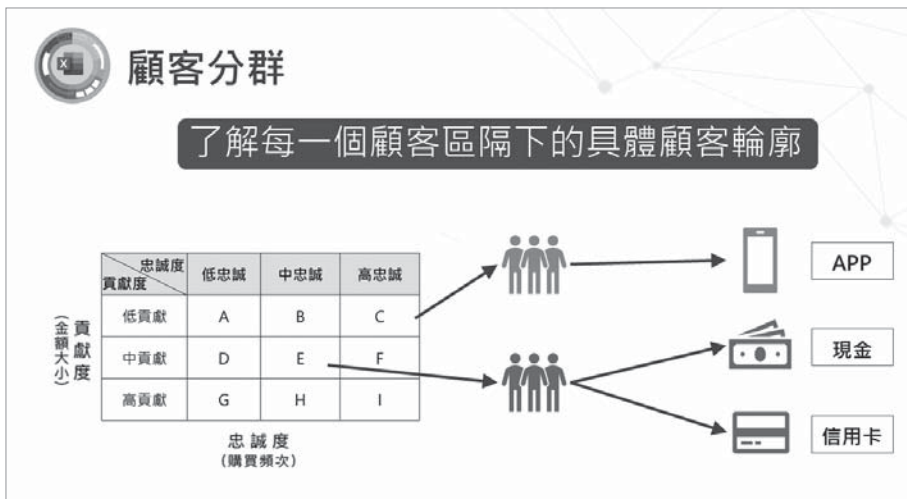 X
顧客分群
了解每一個顧客區隔下的具體顧客輪廓
忠誠度
貢獻度
低忠誠
中忠誠
高忠誠
低貢獻 A B C
中貢獻 D E F
高貢獻 G H I
貢獻度
(金額大小)
忠誠度
(購買頻次)
APP
現金
信用卡